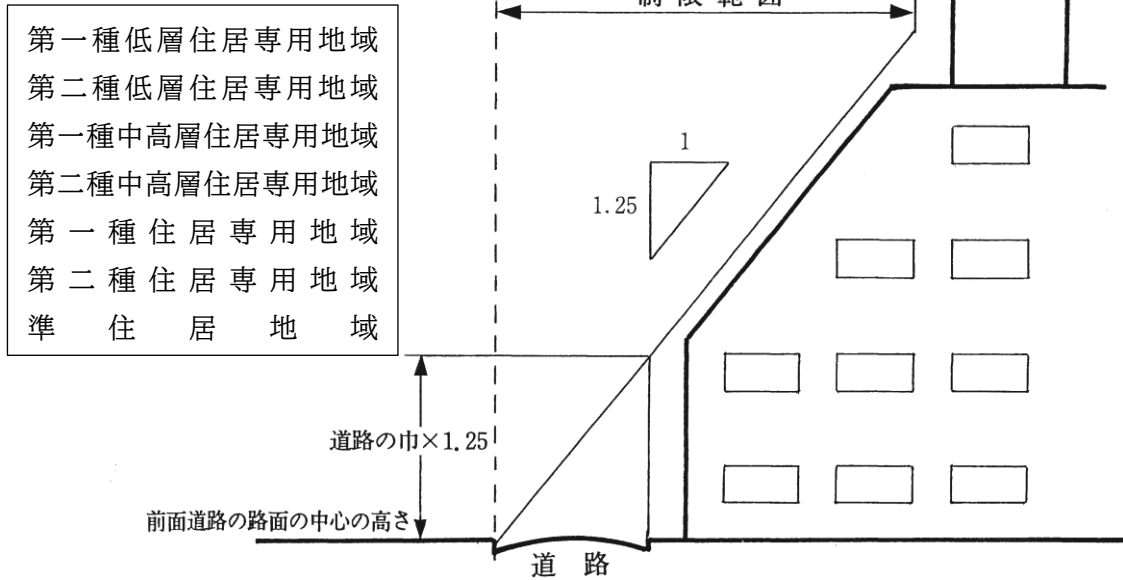 第一種低層住居専用地域
第二種低層住居専用地域
第一種中高層住居専用地域
第二種中高層住居専用地域
第一種住居専用地域
第二種住居専用地域
準住居地域
制限範囲
1
1.25
道路の巾×1.25
前面道路の路面の中心の高さ
道路